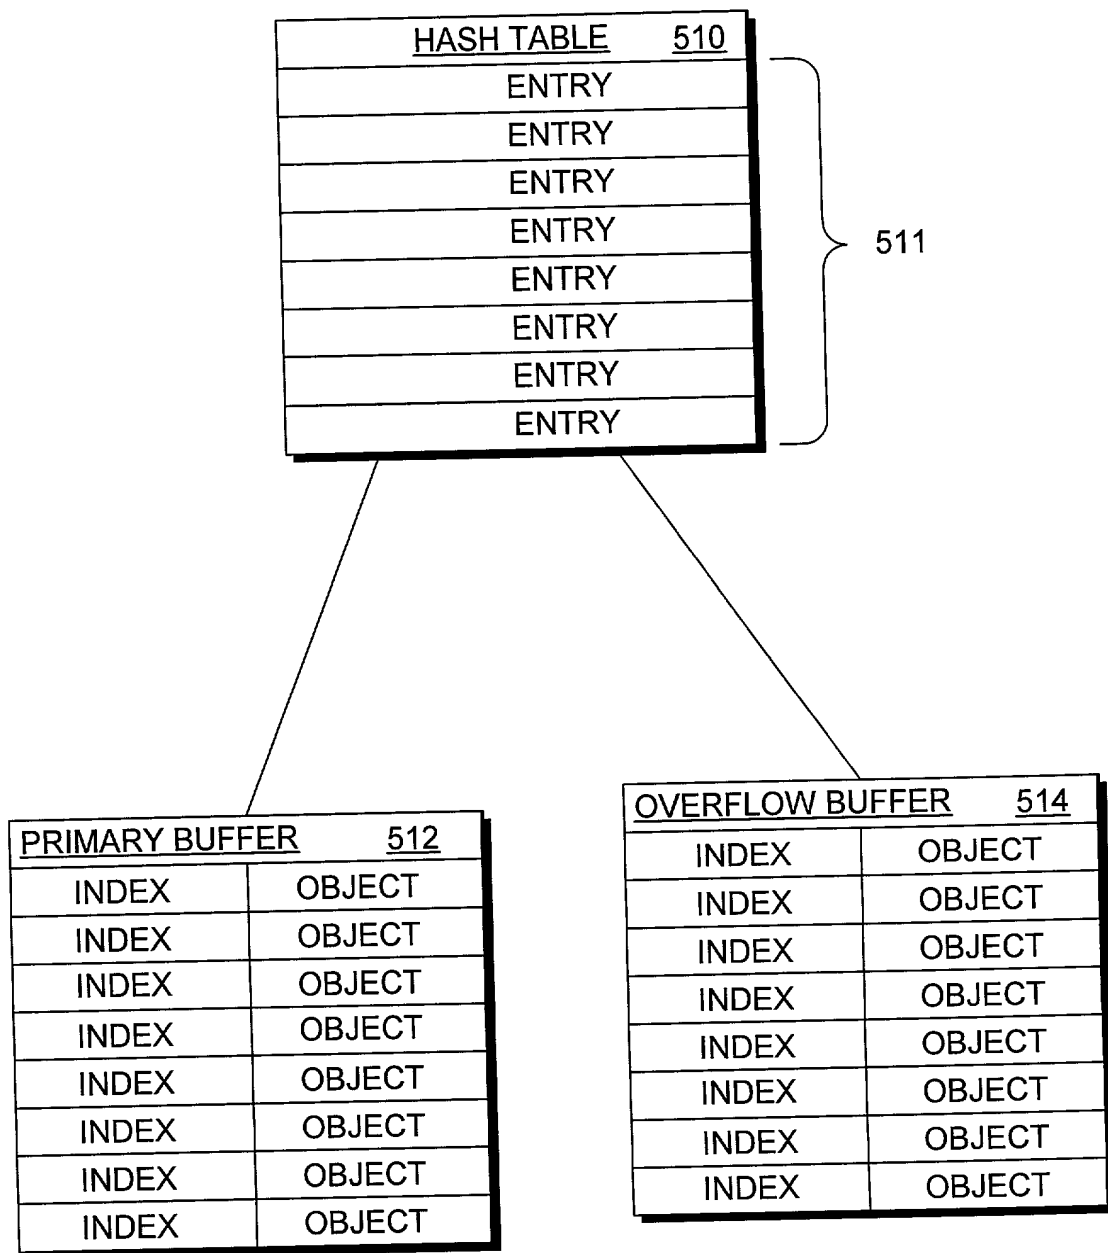 HASH TABLE 510
ENTRY
ENTRY
ENTRY
ENTRY
ENTRY
ENTRY
ENTRY
ENTRY
511
PRIMARY BUFFER 512
INDEX OBJECT
INDEX OBJECT
INDEX OBJECT
INDEX OBJECT
INDEX OBJECT
INDEX OBJECT
INDEX OBJECT
INDEX OBJECT
OVERFLOW BUFFER 514
INDEX OBJECT
INDEX OBJECT
INDEX OBJECT
INDEX OBJECT
INDEX OBJECT
INDEX OBJECT
INDEX OBJECT
INDEX OBJECT